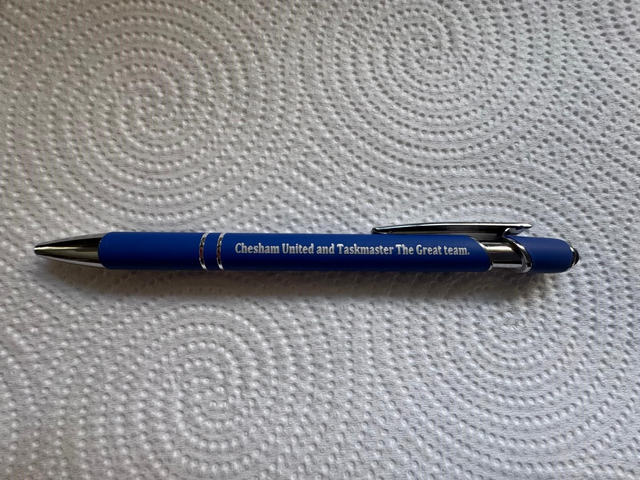 Chesham United and Taskmaster The Great team.